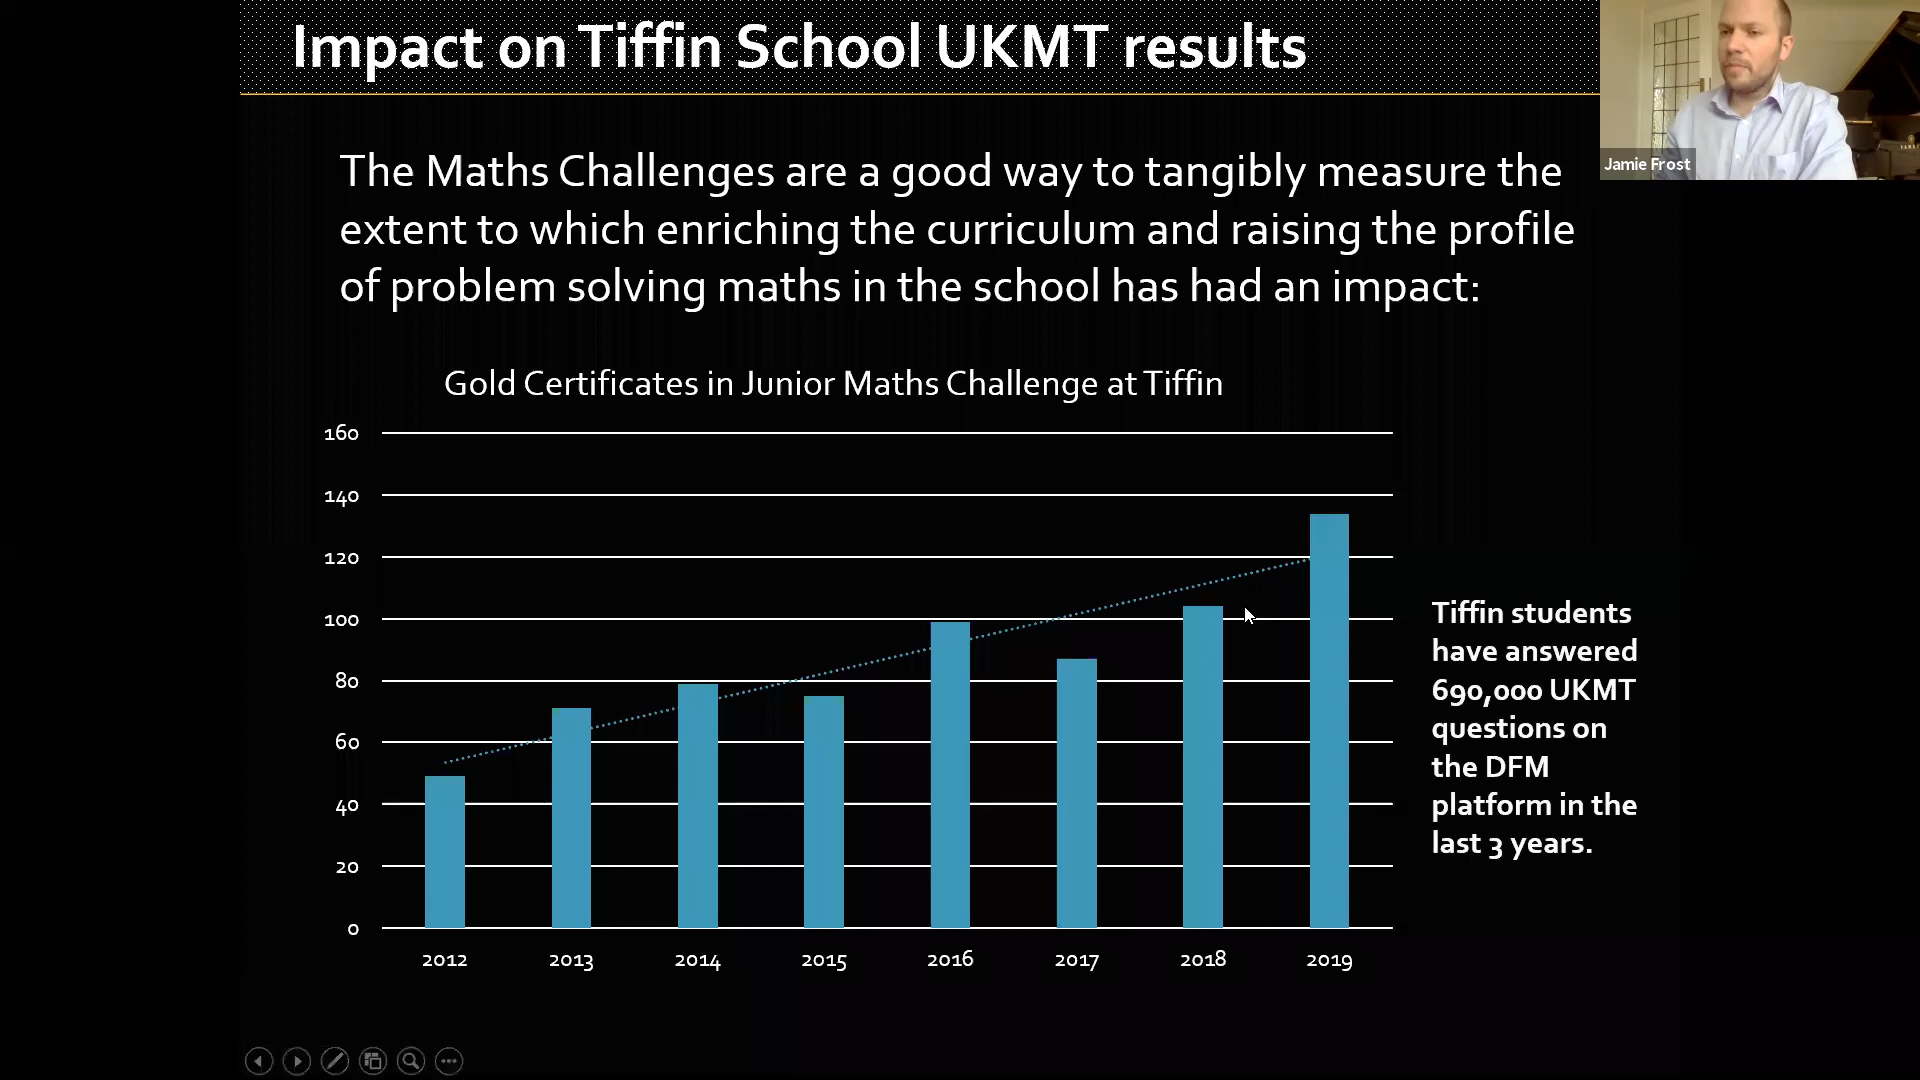 Impact on Tiffin School UKMT results
Jamie Frost
The Maths Challenges are a good way to tangibly measure the
extent to which enriching the curriculum and raising the profile
of problem solving maths in the school has had an impact:
Gold Certificates in Junior Maths Challenge at Tiffin
160
140
120
100
80
60
40
20
0
2012 2013 2014 2015 2016 2017 2018 2019
Tiffin students
have answered
690,000 UKMT
questions on
the DFM
platform in the
last 3 years.